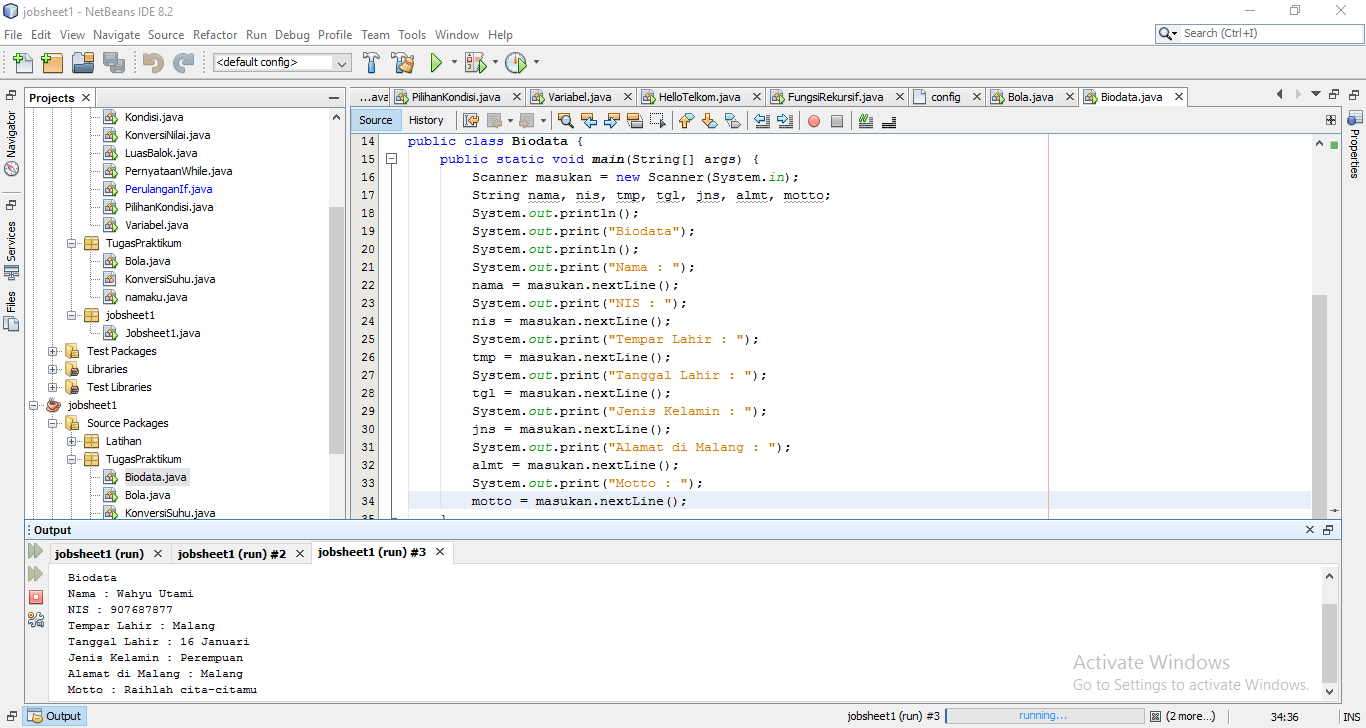 jobsheet1 - NetBeans IDE 8.2
File Edit View Navigate Source Refactor Run Debug Profile Team Tools Window Help
Search (Ctrl+I)
<default config>
Projects
...ava PilihanKondisi.java Variabel.java HelloTelkom.java FungsiRekursif.java config Bola.java Biodata.java
Navigator
Services
Files
Properties
Kondisi.java
KonversiNilai.java
LuasBalok.java
PernyataanWhile.java
PerulanganIf.java
PilihanKondisi.java
Variabel.java
TugasPraktikum
Bola.java
KonversiSuhu.java
namaku.java
jobsheet1
Jobsheet1.java
Test Packages
Libraries
Test Libraries
jobsheet1
Source Packages
Latihan
TugasPraktikum
Biodata.java
Bola.java
KonversiSuhu.java
Source History
14 public class Biodata {
15 public static void main(String[] args) {
16 Scanner masukan = new Scanner(System.in);
17 String nama, nis, tmp, tgl, jns, almt, motto;
18 System.out.println();
19 System.out.print("Biodata");
20 System.out.println();
21 System.out.print("Nama : ");
22 nama = masukan.nextLine();
23 System.out.print("NIS : ");
24 nis = masukan.nextLine();
25 System.out.print("Tempar Lahir : ");
26 tmp = masukan.nextLine();
27 System.out.print("Tanggal Lahir : ");
28 tgl = masukan.nextLine();
29 System.out.print("Jenis Kelamin : ");
30 jns = masukan.nextLine();
31 System.out.print("Alamat di Malang : ");
32 almt = masukan.nextLine();
33 System.out.print("Motto : ");
34 motto = masukan.nextLine();
35 }
Output
jobsheet1 (run) jobsheet1 (run) #2 jobsheet1 (run) #3
Biodata
Nama : Wahyu Utami
NIS : 907687877
Tempar Lahir : Malang
Tanggal Lahir : 16 Januari
Jenis Kelamin : Perempuan
Alamat di Malang : Malang
Motto : Raihlah cita-citamu
Activate Windows
Go to Settings to activate Windows.
Output
jobsheet1 (run) #3 running... (2 more...) 34:36 INS